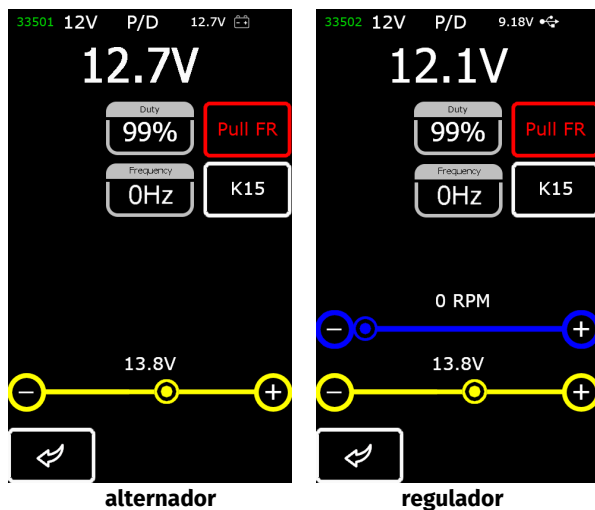 33501 12V P/D 12.7V
12.7V
Duty
99%
Pull FR
Frequency
0Hz
K15
13.8V
− +
alternador
33502 12V P/D 9.18V
12.1V
Duty
99%
Pull FR
Frequency
0Hz
K15
0 RPM
− +
13.8V
− +
regulador